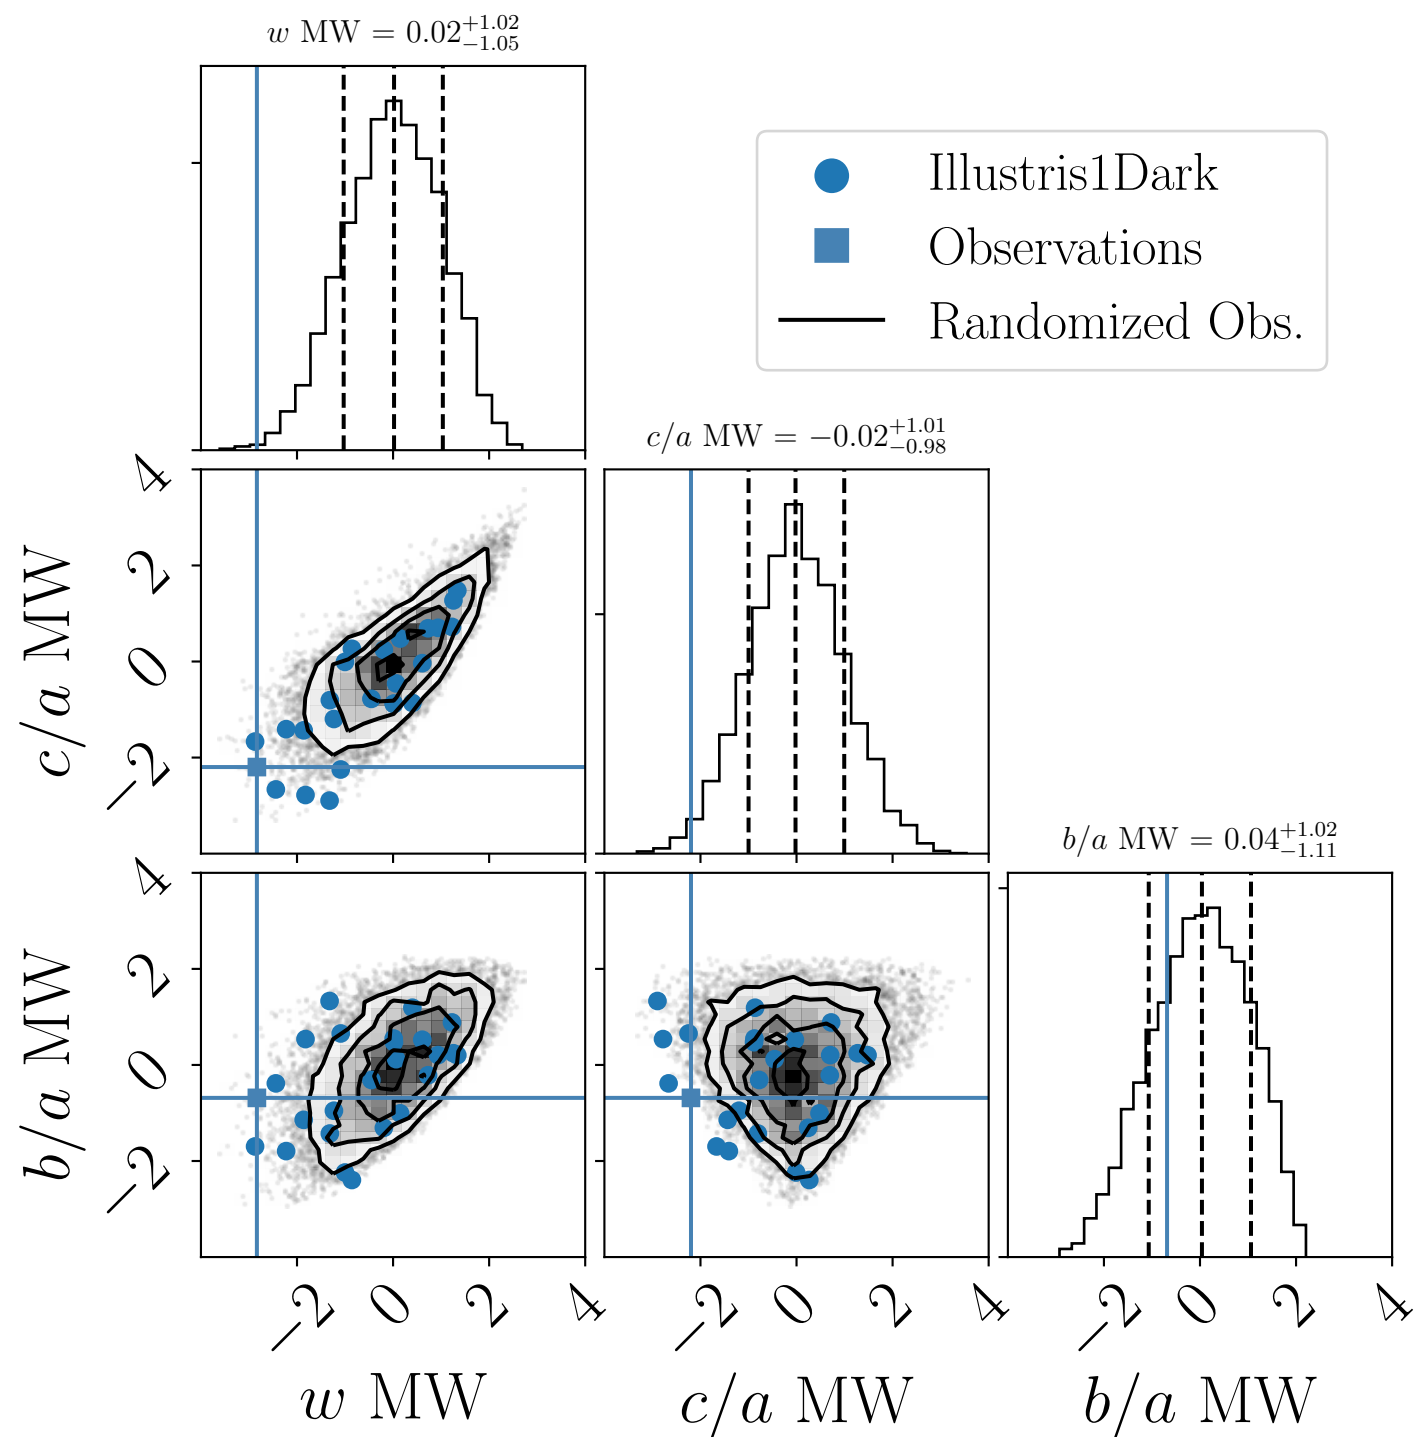 w MW = 0.02+1.02 −1.05
Illustris1Dark
Observations
Randomized Obs.
c/a MW = −0.02+1.01 −0.98
4
2
0
−2
c/a MW
b/a MW = 0.04+1.02 −1.11
4
2
0
−2
b/a MW
−2 0 2 4
−2 0 2 4
−2 0 2 4
w MW
c/a MW
b/a MW